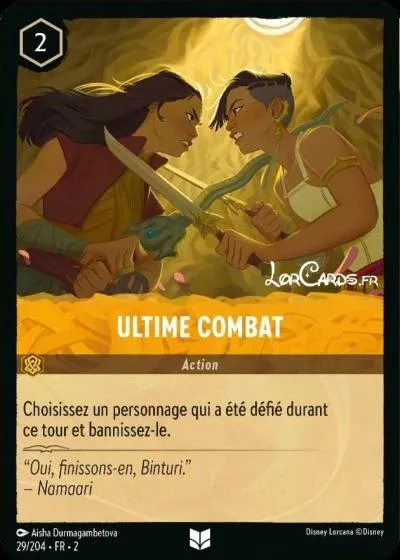 2
LORCARDS.FR
ULTIME COMBAT
Action
Choisissez un personnage qui a été défié durant
ce tour et bannissez-le.
“Oui, finissons-en, Binturi.”
– Namaari
Aisha Durmagambetova
Disney Lorcana ©Disney
29/204 • FR • 2